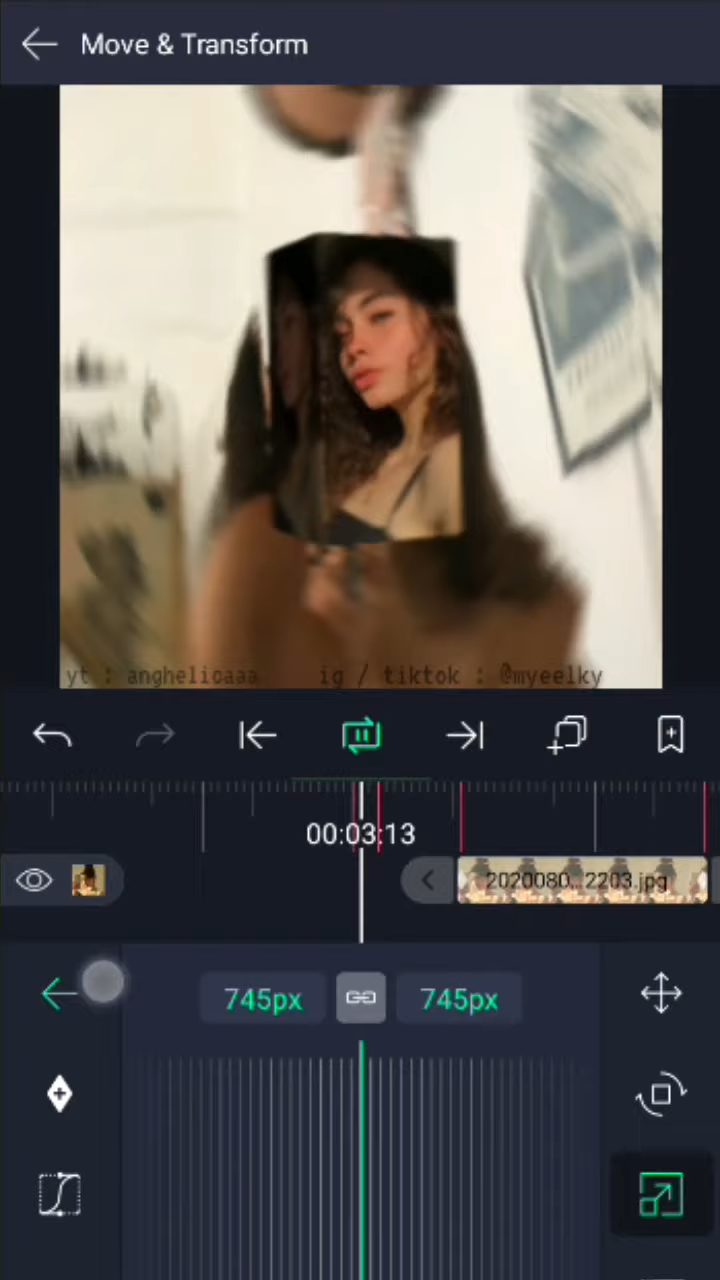 Move & Transform
yt : anghelicaaa ig / tiktok : @myeelky
00:03:13
2020080...2203.jpg
745px 745px